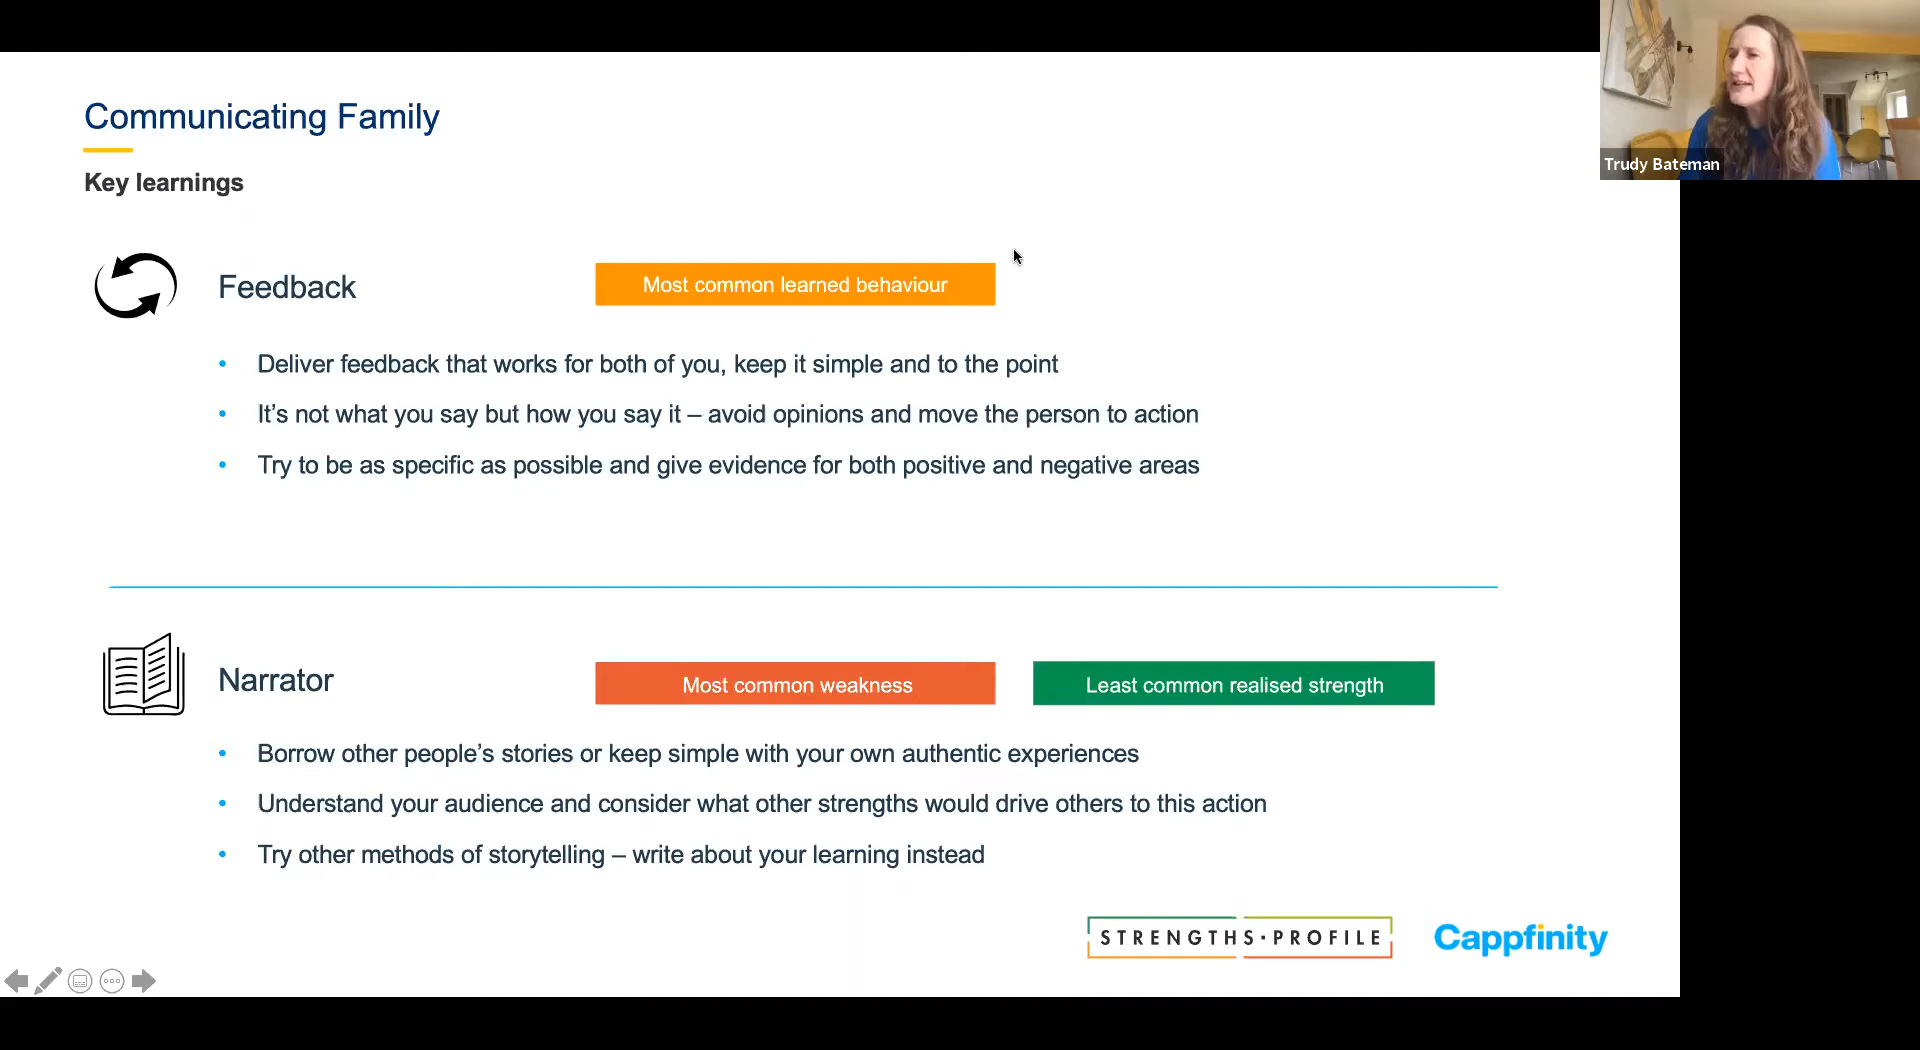 Communicating Family
Key learnings
Trudy Bateman
Feedback
Most common learned behaviour
• Deliver feedback that works for both of you, keep it simple and to the point
• It’s not what you say but how you say it – avoid opinions and move the person to action
• Try to be as specific as possible and give evidence for both positive and negative areas
Narrator
Most common weakness
Least common realised strength
• Borrow other people’s stories or keep simple with your own authentic experiences
• Understand your audience and consider what other strengths would drive others to this action
• Try other methods of storytelling – write about your learning instead
STRENGTHS·PROFILE
Cappfinity